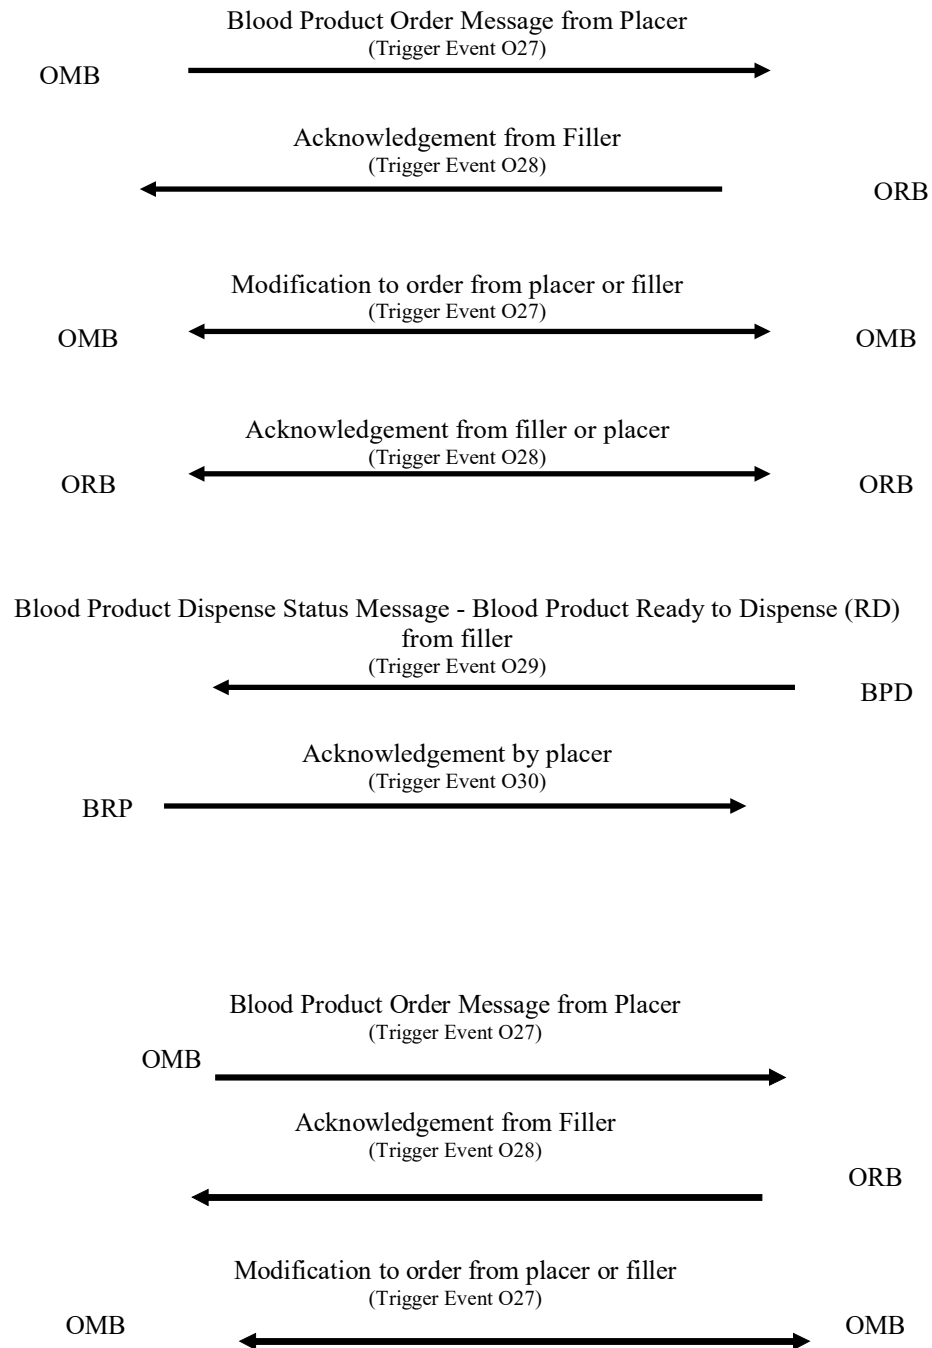 Blood Product Order Message from Placer
(Trigger Event O27)
OMB
Acknowledgement from Filler
(Trigger Event O28)
ORB
Modification to order from placer or filler
(Trigger Event O27)
OMB OMB
Acknowledgement from filler or placer
(Trigger Event O28)
ORB ORB
Blood Product Dispense Status Message - Blood Product Ready to Dispense (RD)
from filler
(Trigger Event O29)
BPD
Acknowledgement by placer
(Trigger Event O30)
BRP
Blood Product Order Message from Placer
(Trigger Event O27)
OMB
Acknowledgement from Filler
(Trigger Event O28)
ORB
Modification to order from placer or filler
(Trigger Event O27)
OMB OMB